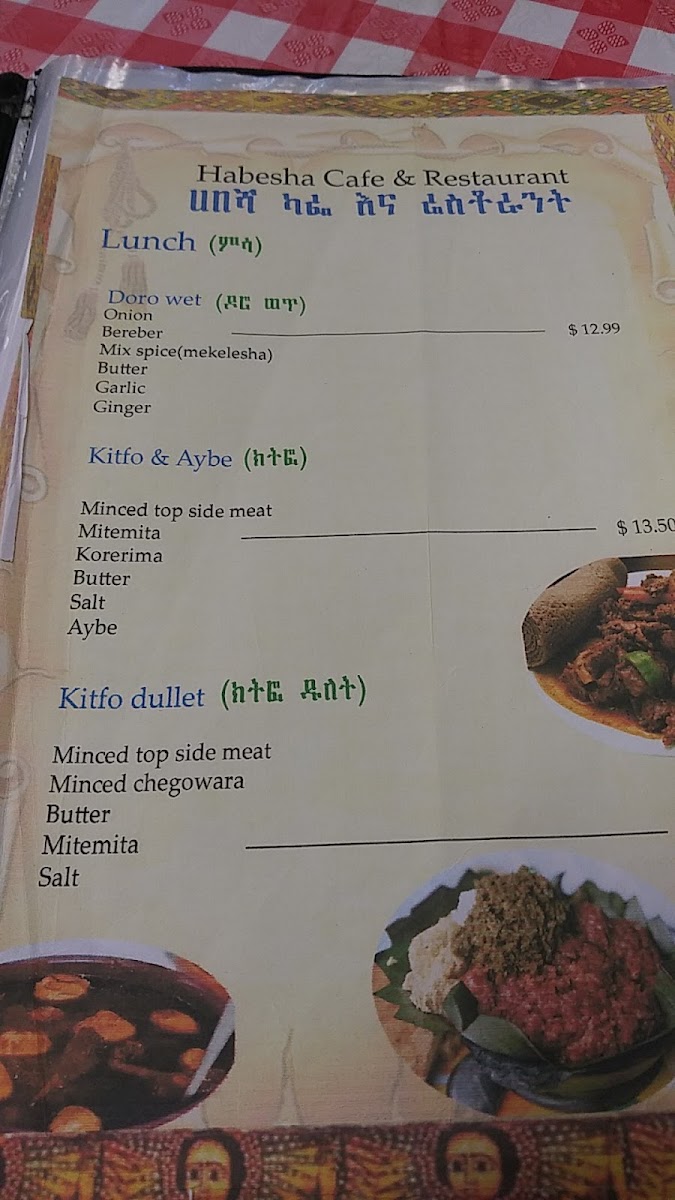 Habesha Cafe & Restaurant
ሀበሻ ካፌ እና ሬስቶራንት
Lunch (ምሳ)
Doro wet (ዶሮ ወጥ)
Onion
Bereber $ 12.99
Mix spice(mekelesha)
Butter
Garlic
Ginger
Kitfo & Aybe (ክትፎ)
Minced top side meat
Mitemita $ 13.50
Korerima
Butter
Salt
Aybe
Kitfo dullet (ክትፎ ዱለት)
Minced top side meat
Minced chegowara
Butter
Mitemita
Salt